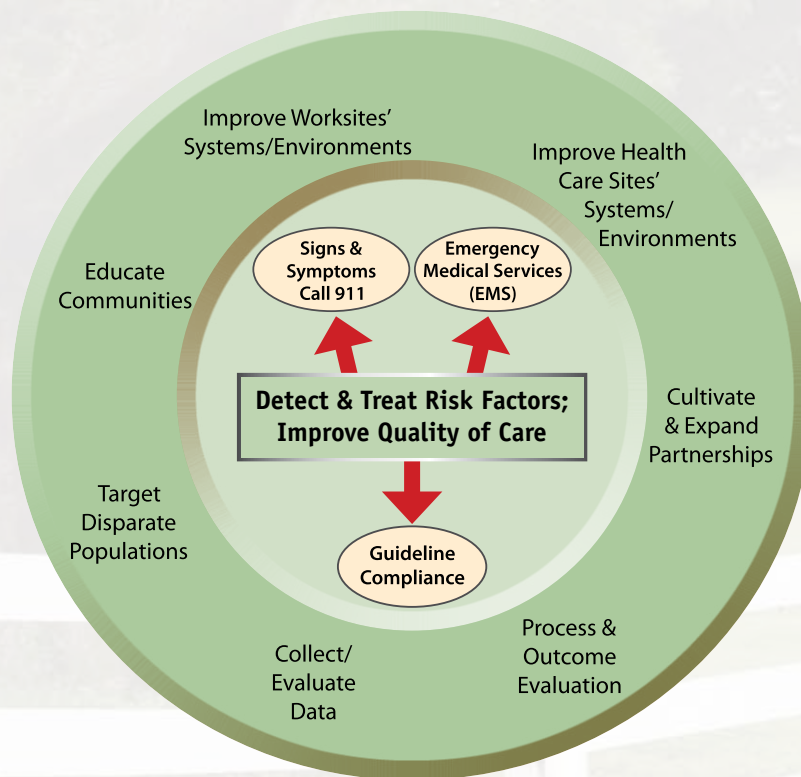 Improve Worksites'
Systems/Environments
Improve Health
Care Sites'
Systems/
Environments
Signs &
Symptoms
Call 911
Emergency
Medical Services
(EMS)
Educate
Communities
Detect & Treat Risk Factors;
Improve Quality of Care
Cultivate
& Expand
Partnerships
Target
Disparate
Populations
Guideline
Compliance
Process &
Outcome
Evaluation
Collect/
Evaluate
Data